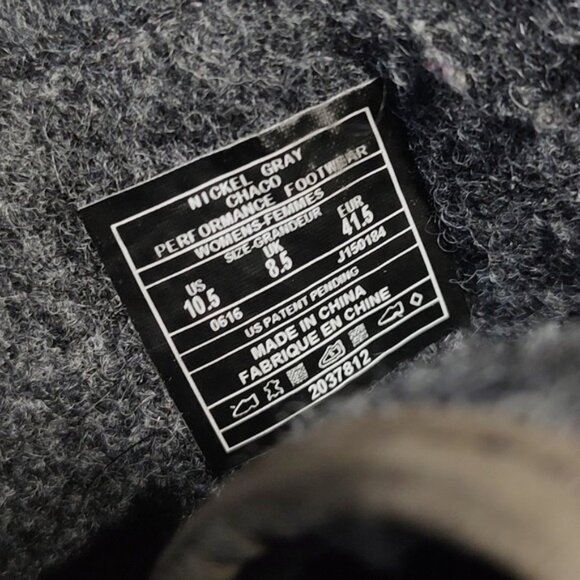 NICKEL GRAY
CHACO
PERFORMANCE FOOTWEAR
WOMENS-FEMMES
SIZE-GRANDEUR
US UK EUR
10.5 8.5 41.5
0616 J150184
US PATENT PENDING
MADE IN CHINA
FABRIQUE EN CHINE
2037812